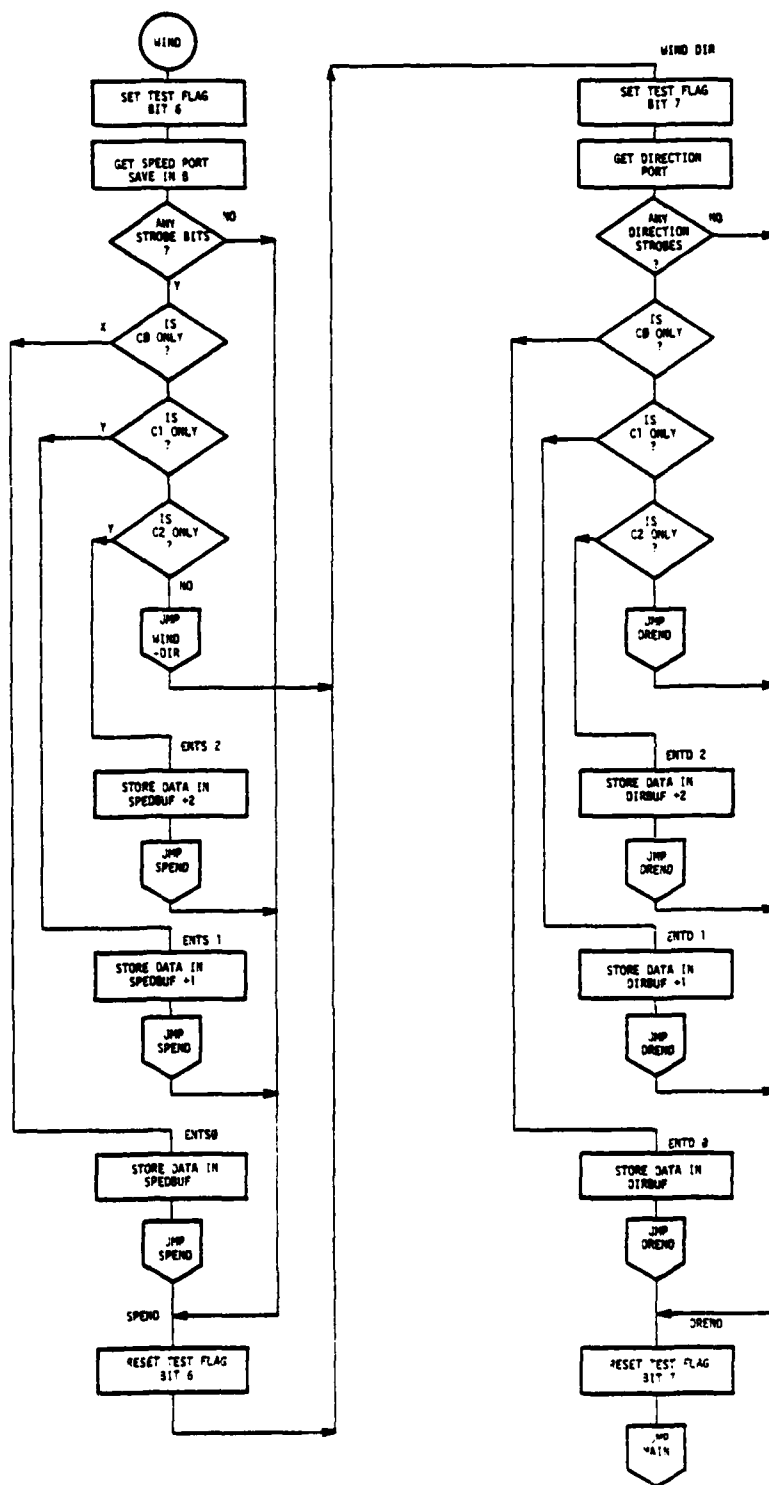 WIND
SET TEST FLAG
BIT 6
GET SPEED PORT
SAVE IN B
ANY
STROBE BITS
?
NO
Y
IS
C0 ONLY
?
X
IS
C1 ONLY
?
Y
IS
C2 ONLY
?
Y
NO
JMP
WIND
-DIR
ENTS 2
STORE DATA IN
SPEDBUF +2
JMP
SPEND
ENTS 1
STORE DATA IN
SPEDBUF +1
JMP
SPEND
ENTS0
STORE DATA IN
SPEDBUF
JMP
SPEND
SPEND
RESET TEST FLAG
BIT 6
WIND DIR
SET TEST FLAG
BIT 7
GET DIRECTION
PORT
ANY
DIRECTION
STROBES
?
NO
IS
C0 ONLY
?
IS
C1 ONLY
?
IS
C2 ONLY
?
JMP
DREND
ENTD 2
STORE DATA IN
DIRBUF +2
JMP
DREND
ENTD 1
STORE DATA IN
DIRBUF +1
JMP
DREND
ENTD 0
STORE DATA IN
DIRBUF
JMP
DREND
DREND
RESET TEST FLAG
BIT 7
JMP
MAIN